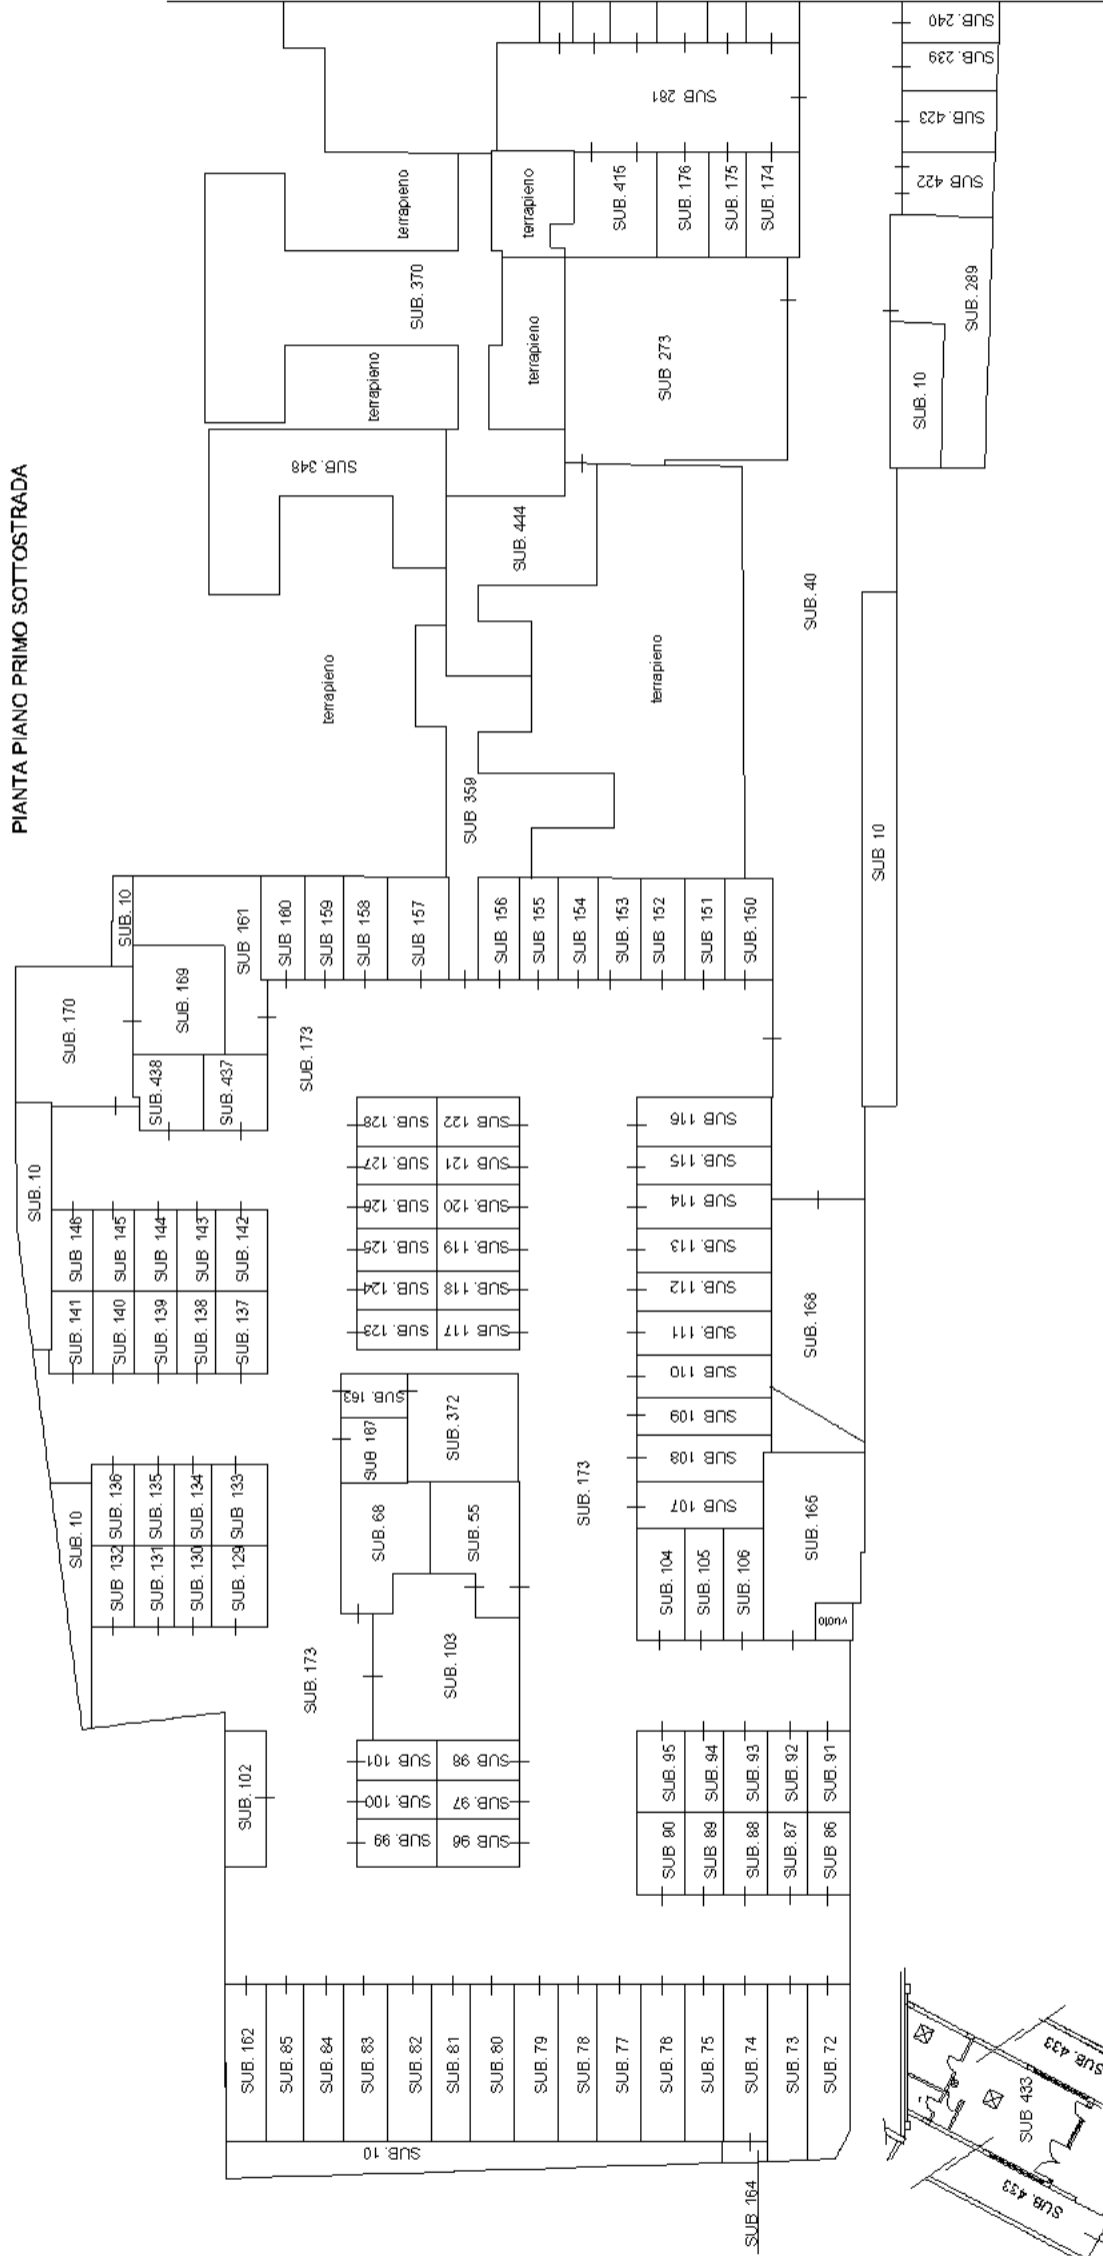 PIANTA PIANO PRIMO SOTTOSTRADA
SUB. 240
SUB. 239
SUB. 423
SUB 422
SUB 281
SUB. 415
SUB. 176
SUB. 175
SUB. 174
terrapieno
terrapieno
SUB. 370
terrapieno
terrapieno
SUB 273
SUB. 289
SUB. 10
SUB. 348
SUB. 444
SUB. 40
terrapieno
terrapieno
SUB 359
SUB 10
SUB. 10
SUB 161
SUB 160
SUB 159
SUB 158
SUB 157
SUB 156
SUB 155
SUB 154
SUB. 153
SUB 152
SUB 151
SUB. 150
SUB. 170
SUB. 169
SUB. 438
SUB. 437
SUB. 173
SUB. 10
SUB 146
SUB 145
SUB 144
SUB 143
SUB. 142
SUB. 141
SUB. 140
SUB. 139
SUB. 138
SUB. 137
SUB. 128
SUB 122
SUB. 127
SUB. 121
SUB. 126
SUB. 120
SUB. 125
SUB. 119
SUB. 124
SUB. 118
SUB. 123
SUB 117
SUB 116
SUB. 115
SUB. 114
SUB. 113
SUB. 112
SUB. 111
SUB. 110
SUB 109
SUB 108
SUB 107
SUB. 168
SUB. 163
SUB 167
SUB. 372
SUB. 68
SUB. 55
SUB. 173
SUB. 165
vuoto
SUB. 104
SUB. 105
SUB. 106
SUB. 10
SUB. 136
SUB. 135
SUB. 134
SUB 133
SUB 132
SUB. 131
SUB. 130
SUB. 129
SUB. 173
SUB. 103
SUB. 102
SUB 101
SUB 98
SUB. 100
SUB. 97
SUB. 99
SUB. 96
SUB. 95
SUB. 94
SUB. 93
SUB. 92
SUB. 91
SUB 90
SUB 89
SUB. 88
SUB. 87
SUB 86
SUB. 162
SUB. 85
SUB. 84
SUB. 83
SUB. 82
SUB. 81
SUB. 80
SUB. 79
SUB. 78
SUB. 77
SUB. 76
SUB. 75
SUB. 74
SUB. 73
SUB. 72
SUB. 10
SUB 164
SUB. 433
SUB 433
SUB. 433